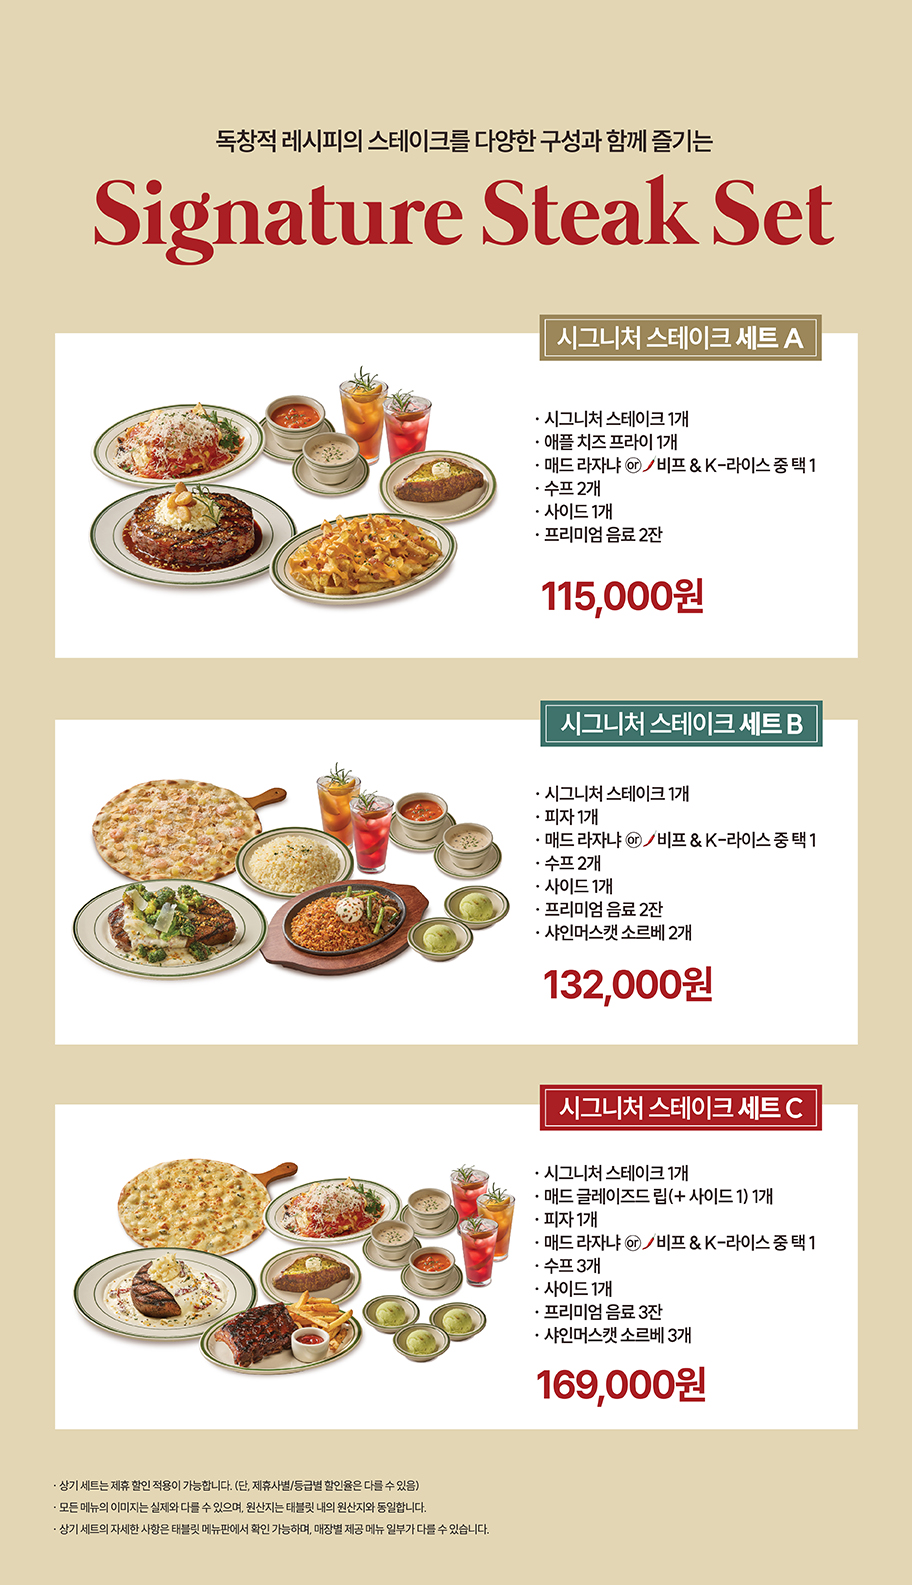 독창적 레시피의 스테이크를 다양한 구성과 함께 즐기는
Signature Steak Set
시그니처 스테이크 세트 A
· 시그니처 스테이크 1개
· 애플 치즈 프라이 1개
· 매드 라자냐 or 비프 & K-라이스 중 택 1
· 수프 2개
· 사이드 1개
· 프리미엄 음료 2잔
115,000원
시그니처 스테이크 세트 B
· 시그니처 스테이크 1개
· 피자 1개
· 매드 라자냐 or 비프 & K-라이스 중 택 1
· 수프 2개
· 사이드 1개
· 프리미엄 음료 2잔
· 샤인머스캣 소르베 2개
132,000원
시그니처 스테이크 세트 C
· 시그니처 스테이크 1개
· 매드 글레이즈드 립(+ 사이드 1) 1개
· 피자 1개
· 매드 라자냐 or 비프 & K-라이스 중 택 1
· 수프 3개
· 사이드 1개
· 프리미엄 음료 3잔
· 샤인머스캣 소르베 3개
169,000원
· 상기 세트는 제휴 할인 적용이 가능합니다. (단, 제휴사별/등급별 할인율은 다를 수 있음)
· 모든 메뉴의 이미지는 실제와 다를 수 있으며, 원산지는 태블릿 내의 원산지와 동일합니다.
· 상기 세트의 자세한 사항은 태블릿 메뉴판에서 확인 가능하며, 매장별 제공 메뉴 일부가 다를 수 있습니다.